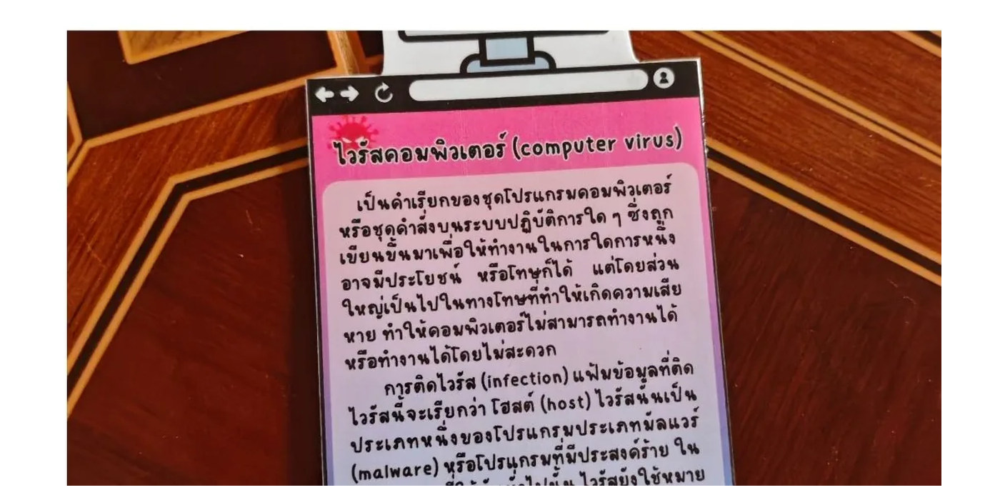 ไวรัสคอมพิวเตอร์ (computer virus)
เป็นคำเรียกของชุดโปรแกรมคอมพิวเตอร์
หรือชุดคำสั่งบนระบบปฏิบัติการใด ๆ ซึ่งถูก
เขียนขึ้นมาเพื่อให้ทำงานในการใดการหนึ่ง
อาจมีประโยชน์ หรือโทษก็ได้ แต่โดยส่วน
ใหญ่เป็นไปในทางโทษที่ทำให้เกิดความเสีย
หาย ทำให้คอมพิวเตอร์ไม่สามารถทำงานได้
หรือทำงานได้โดยไม่สะดวก
การติดไวรัส (infection) แฟ้มข้อมูลที่ติด
ไวรัสนี้จะเรียกว่า โฮสต์ (host) ไวรัสนั้นเป็น
ประเภทหนึ่งของโปรแกรมประเภทมัลแวร์
(malware) หรือโปรแกรมที่มีประสงค์ร้าย ใน
ไวรัสยังใช้หมาย